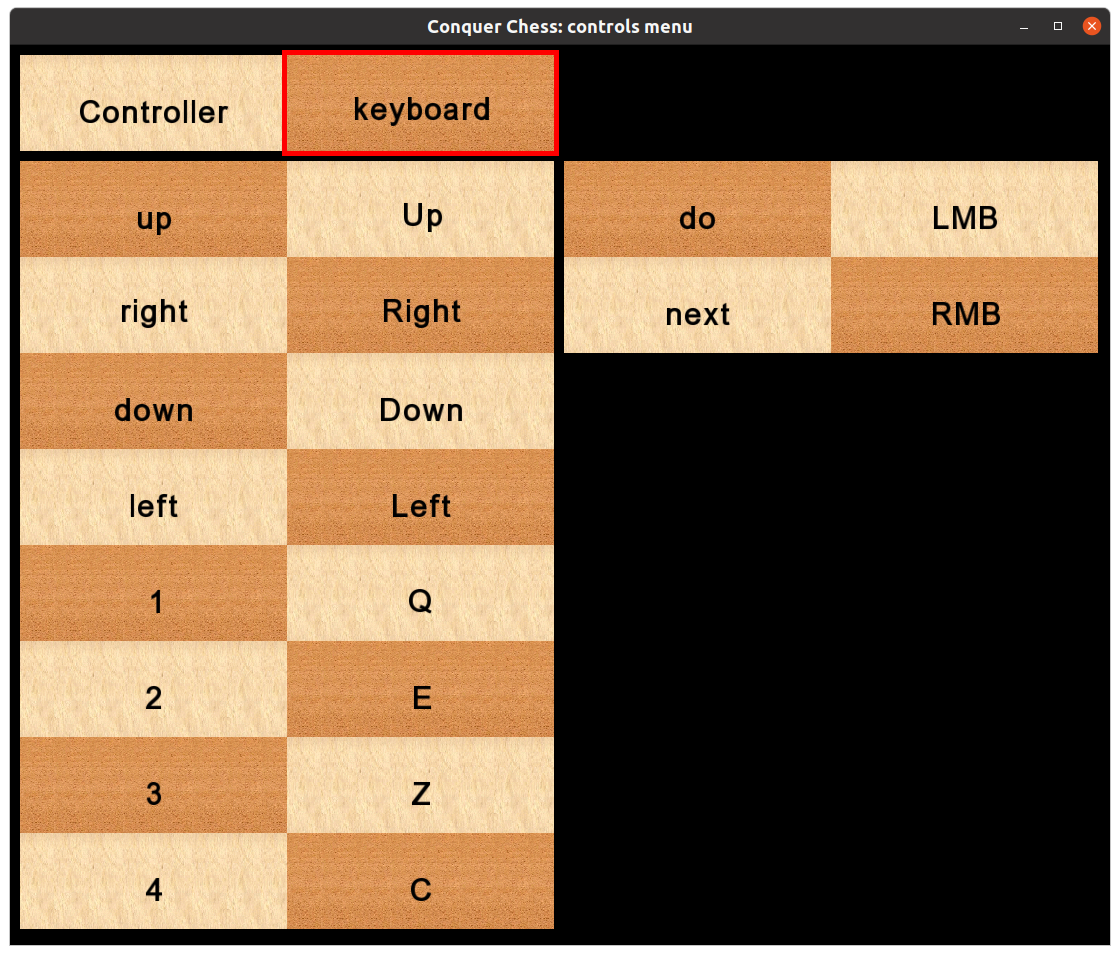 Conquer Chess: controls menu
Controller keyboard
up Up do LMB
right Right next RMB
down Down
left Left
1 Q
2 E
3 Z
4 C